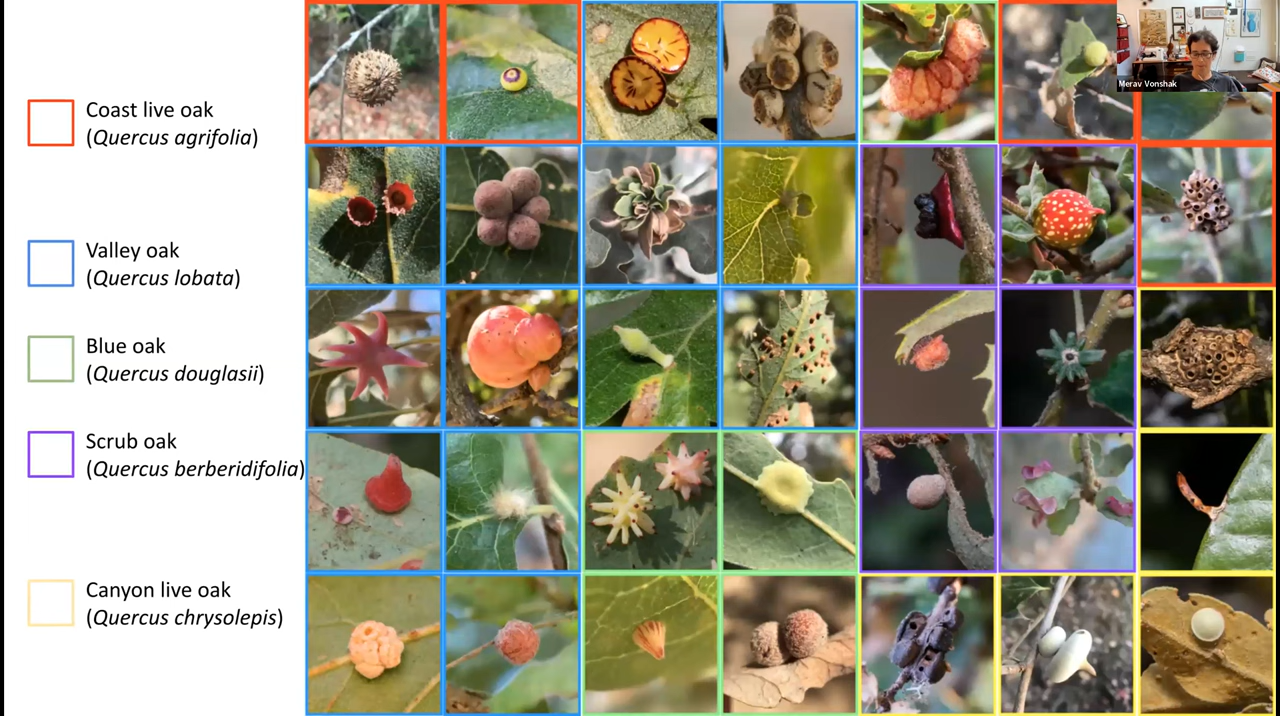 Coast live oak
(Quercus agrifolia)
Valley oak
(Quercus lobata)
Blue oak
(Quercus douglasii)
Scrub oak
(Quercus berberidifolia)
Canyon live oak
(Quercus chrysolepis)
Merav Vonshak